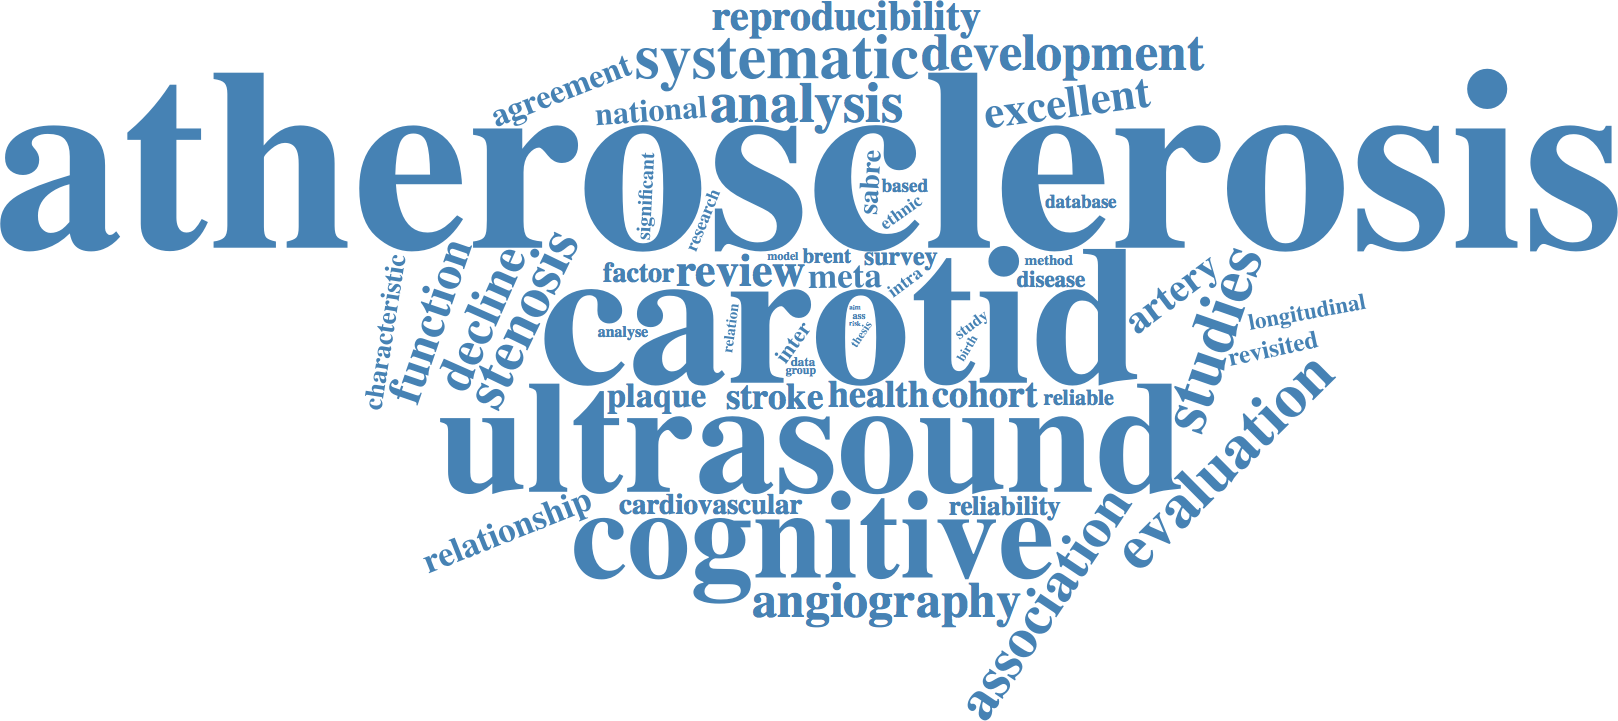 reproducibility
systematic
development
agreement
national
analysis
excellent
atherosclerosis
significant
research
sabre
based
ethnic
database
characteristic
function
decline
stenosis
factor
review
model
brent
survey
meta
intra
method
disease
artery
studies
longitudinal
revisited
carotid
analyse
relation
inter
data
group
aim
ass
risk
thesis
study
birth
plaque
stroke
health
cohort
reliable
evaluation
ultrasound
relationship
cardiovascular
reliability
cognitive
association
angiography